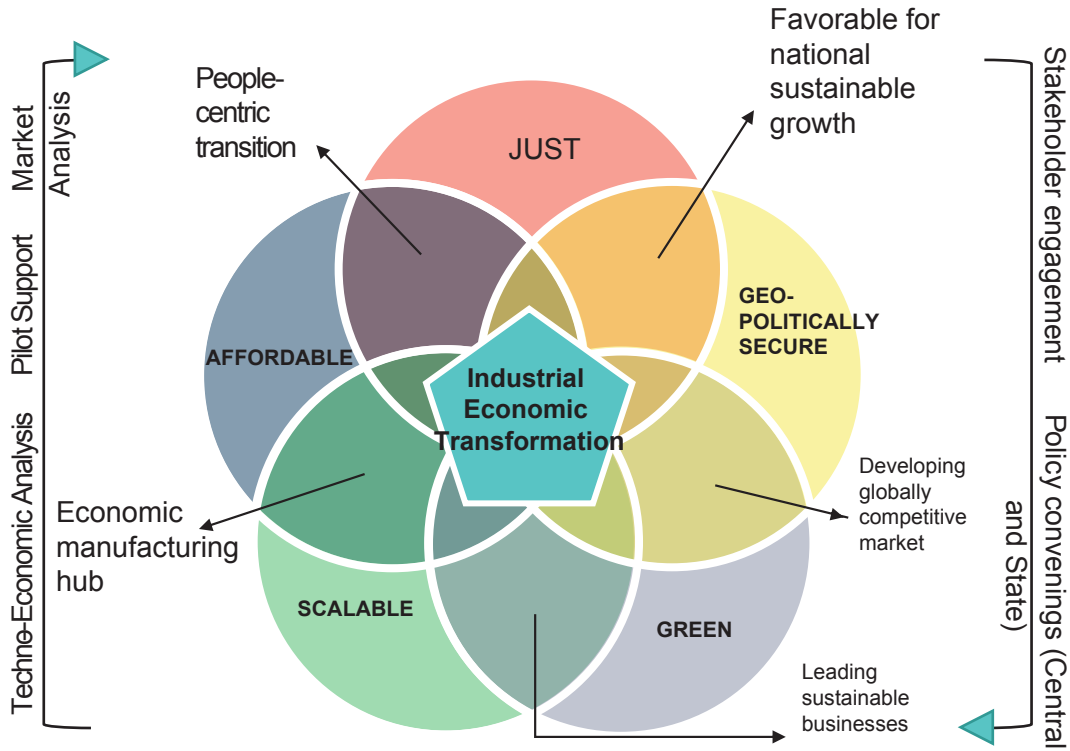 Favorable for
national
sustainable
growth
People-
centric
transition
JUST
GEO-
POLITICALLY
SECURE
AFFORDABLE
Industrial
Economic
Transformation
Developing
globally
competitive
market
Economic
manufacturing
hub
SCALABLE
GREEN
Leading
sustainable
businesses
Market
Analysis
Pilot Support
Techno-Economic Analysis
Stakeholder engagement
Policy convenings (Central
and State)